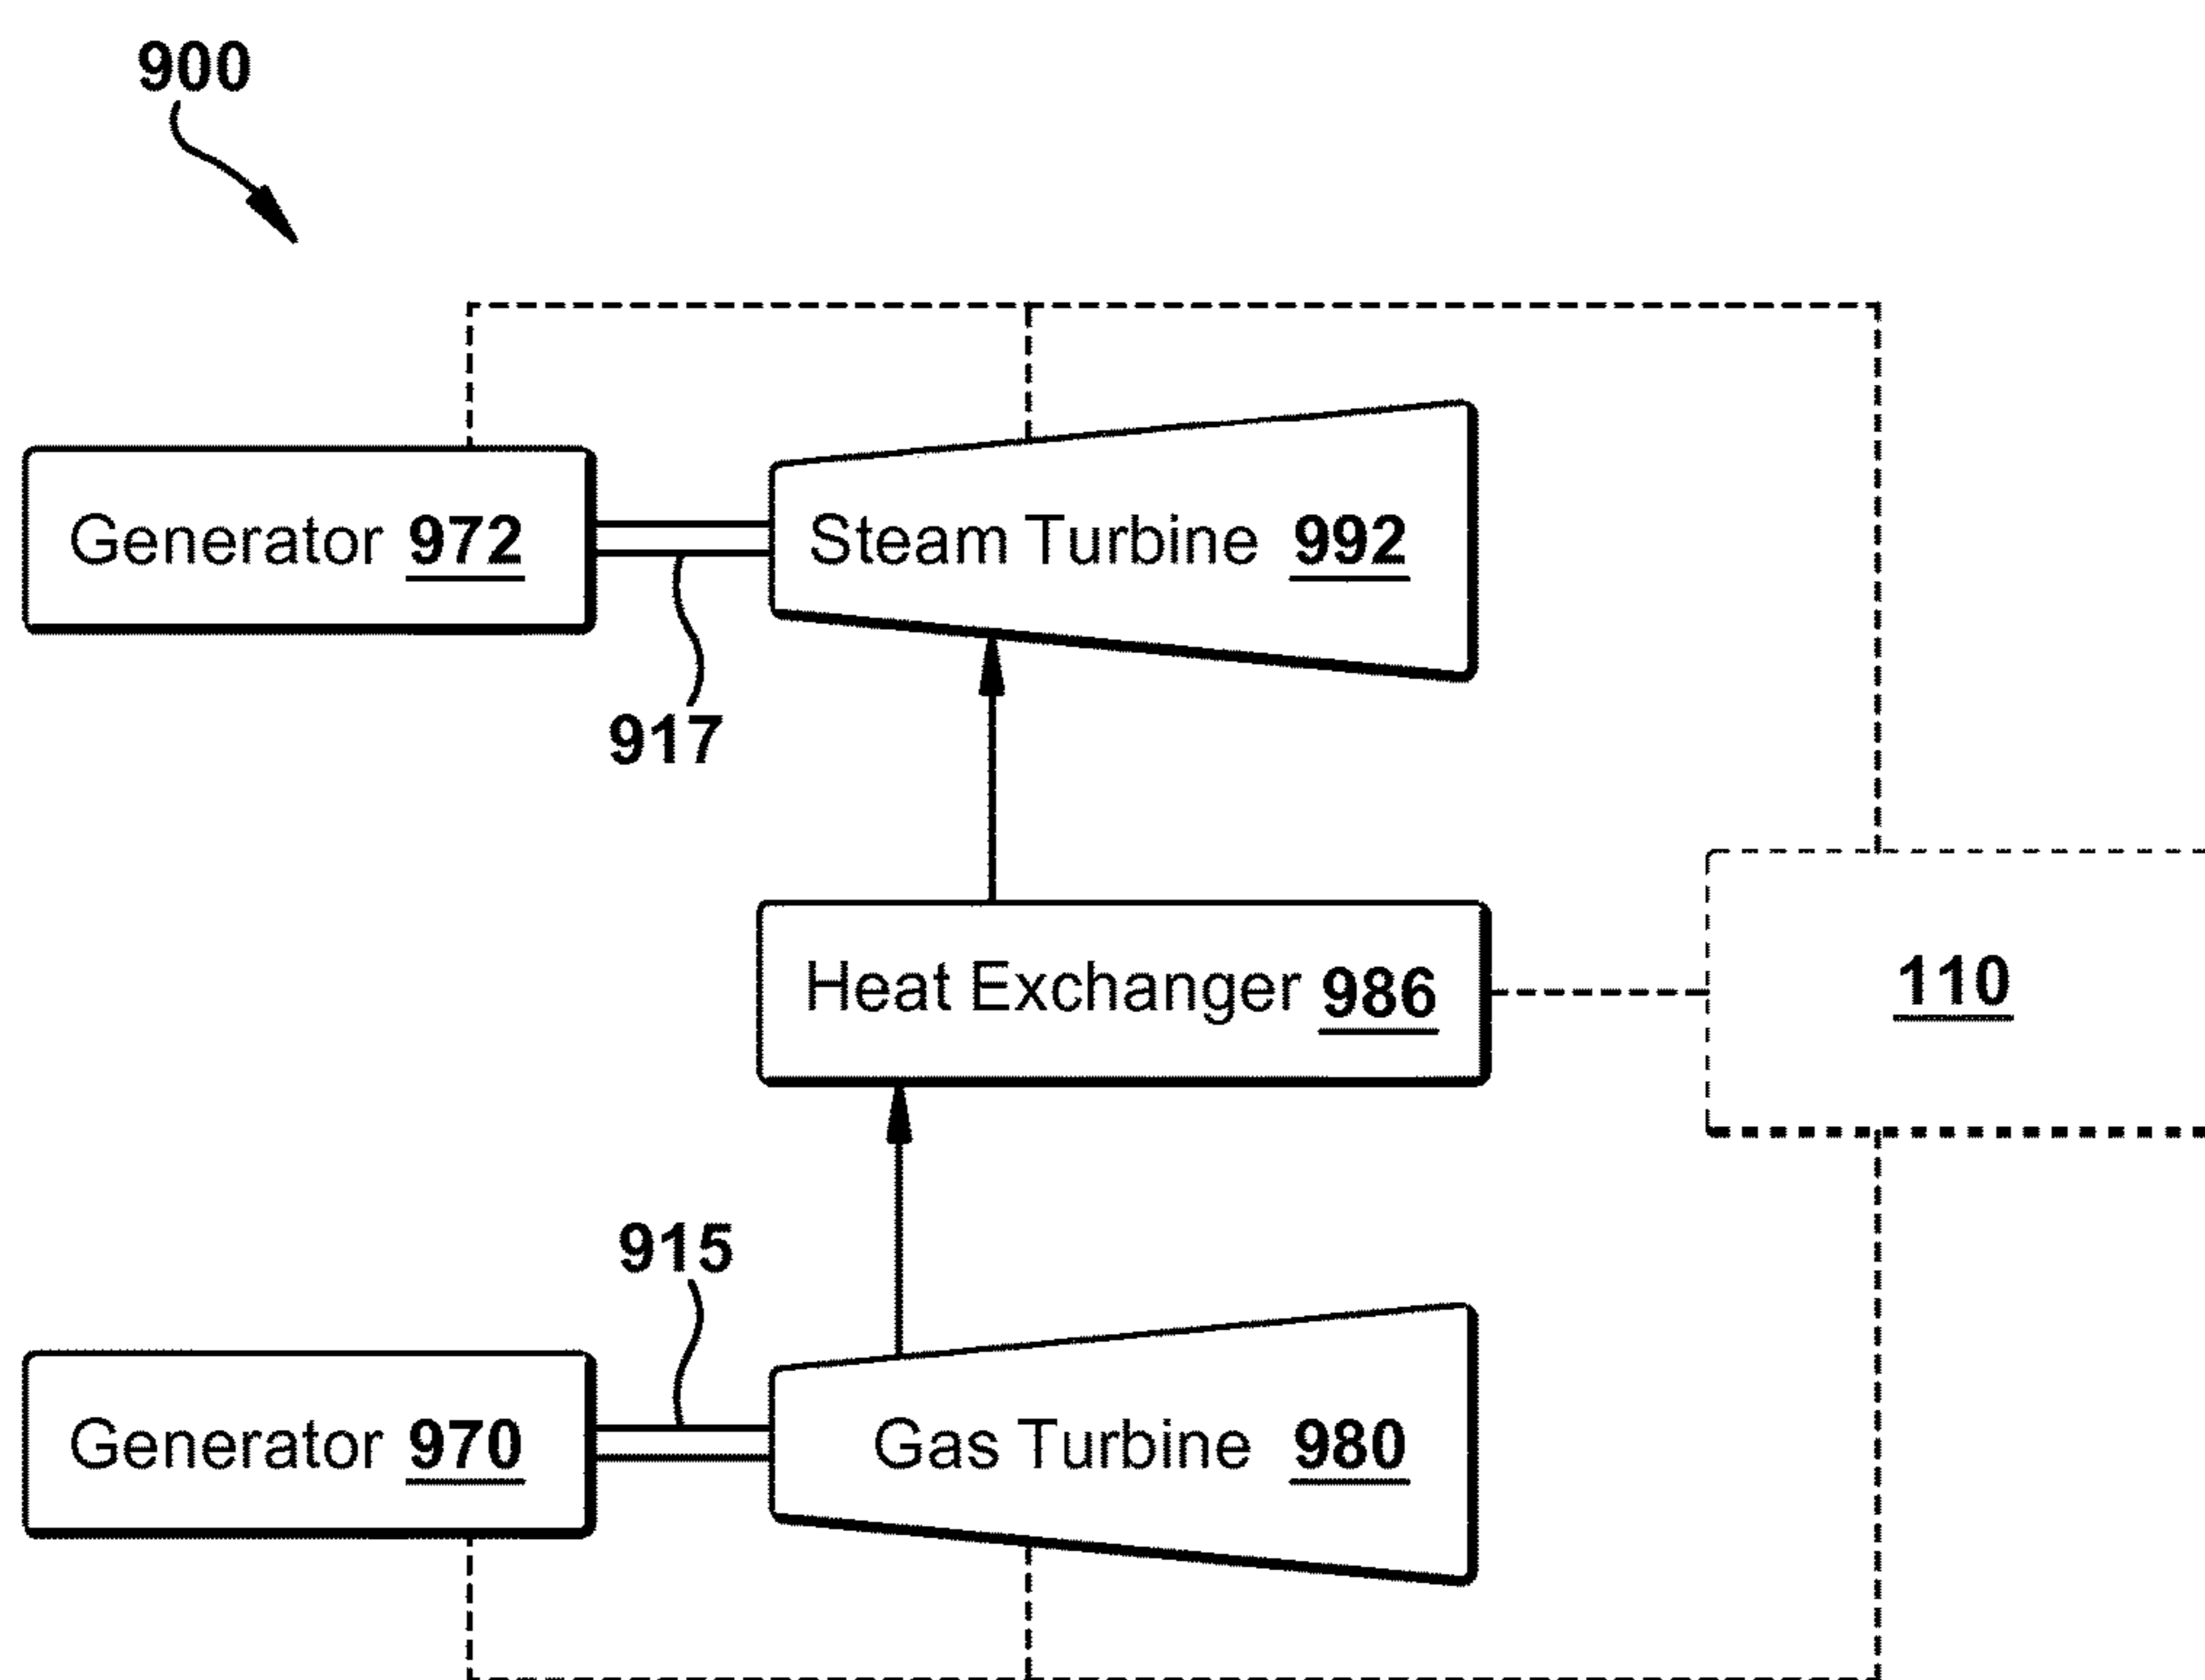 900
Generator 972
Steam Turbine 992
917
Heat Exchanger 986
110
915
Generator 970
Gas Turbine 980